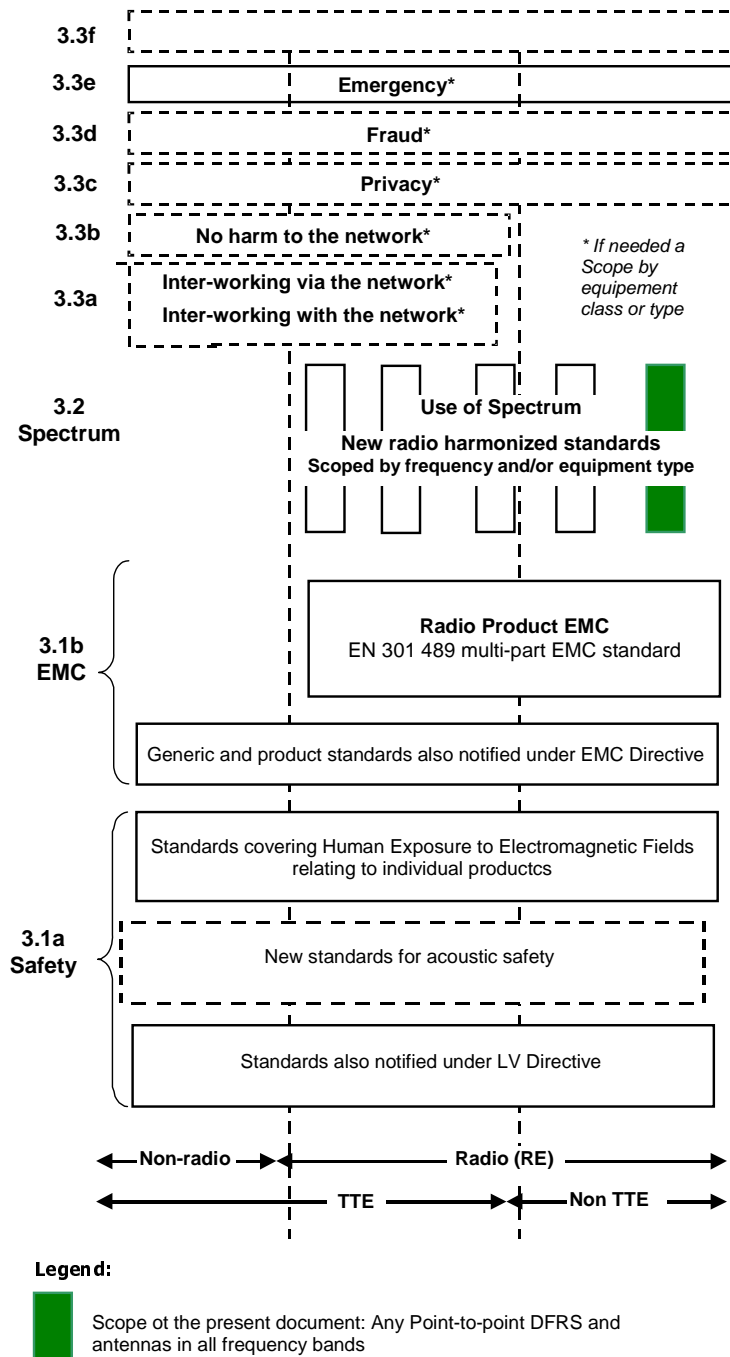 3.3f
3.3e
Emergency*
3.3d
Fraud*
3.3c
Privacy*
3.3b
No harm to the network*
* If needed a
Scope by
equipement
class or type
3.3a
Inter-working via the network*
Inter-working with the network*
3.2
Spectrum
Use of Spectrum
New radio harmonized standards
Scoped by frequency and/or equipment type
3.1b
EMC
Radio Product EMC
EN 301 489 multi-part EMC standard
Generic and product standards also notified under EMC Directive
3.1a
Safety
Standards covering Human Exposure to Electromagnetic Fields
relating to individual productcs
New standards for acoustic safety
Standards also notified under LV Directive
Non-radio
Radio (RE)
TTE
Non TTE
Legend:
Scope ot the present document: Any Point-to-point DFRS and
antennas in all frequency bands